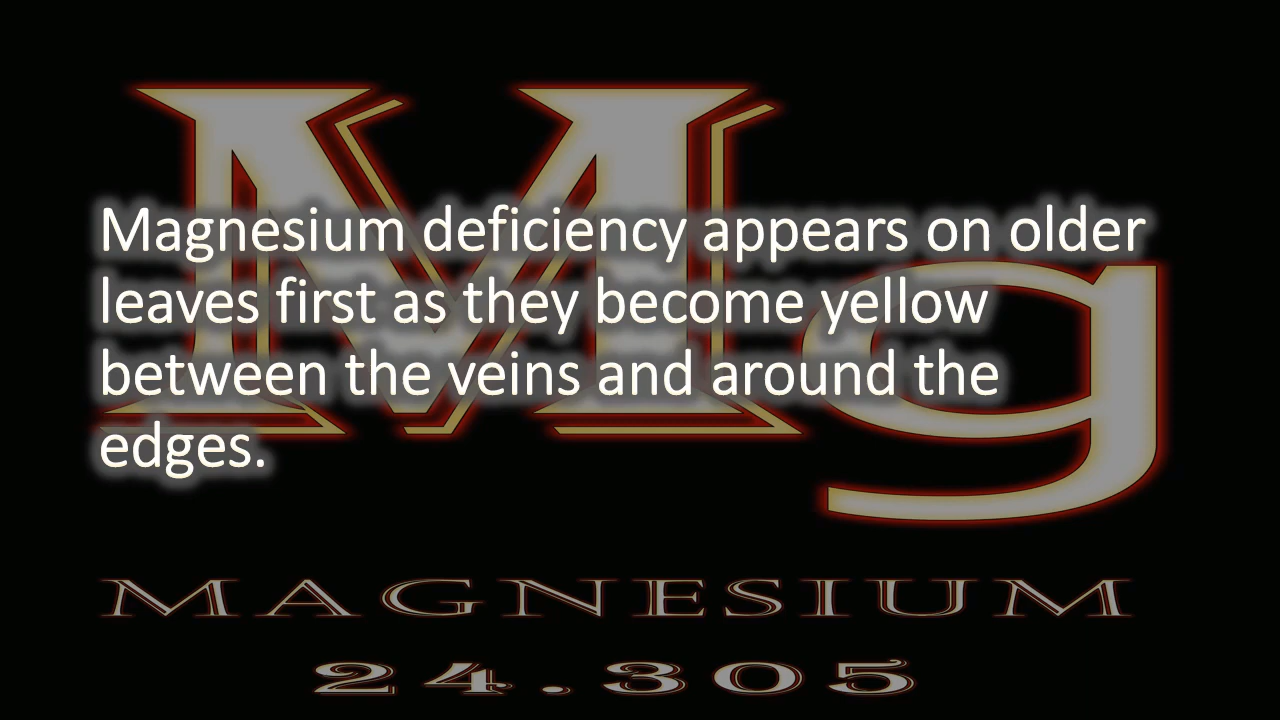 Mg
Magnesium deficiency appears on older
leaves first as they become yellow
between the veins and around the
edges.
MAGNESIUM
24.305